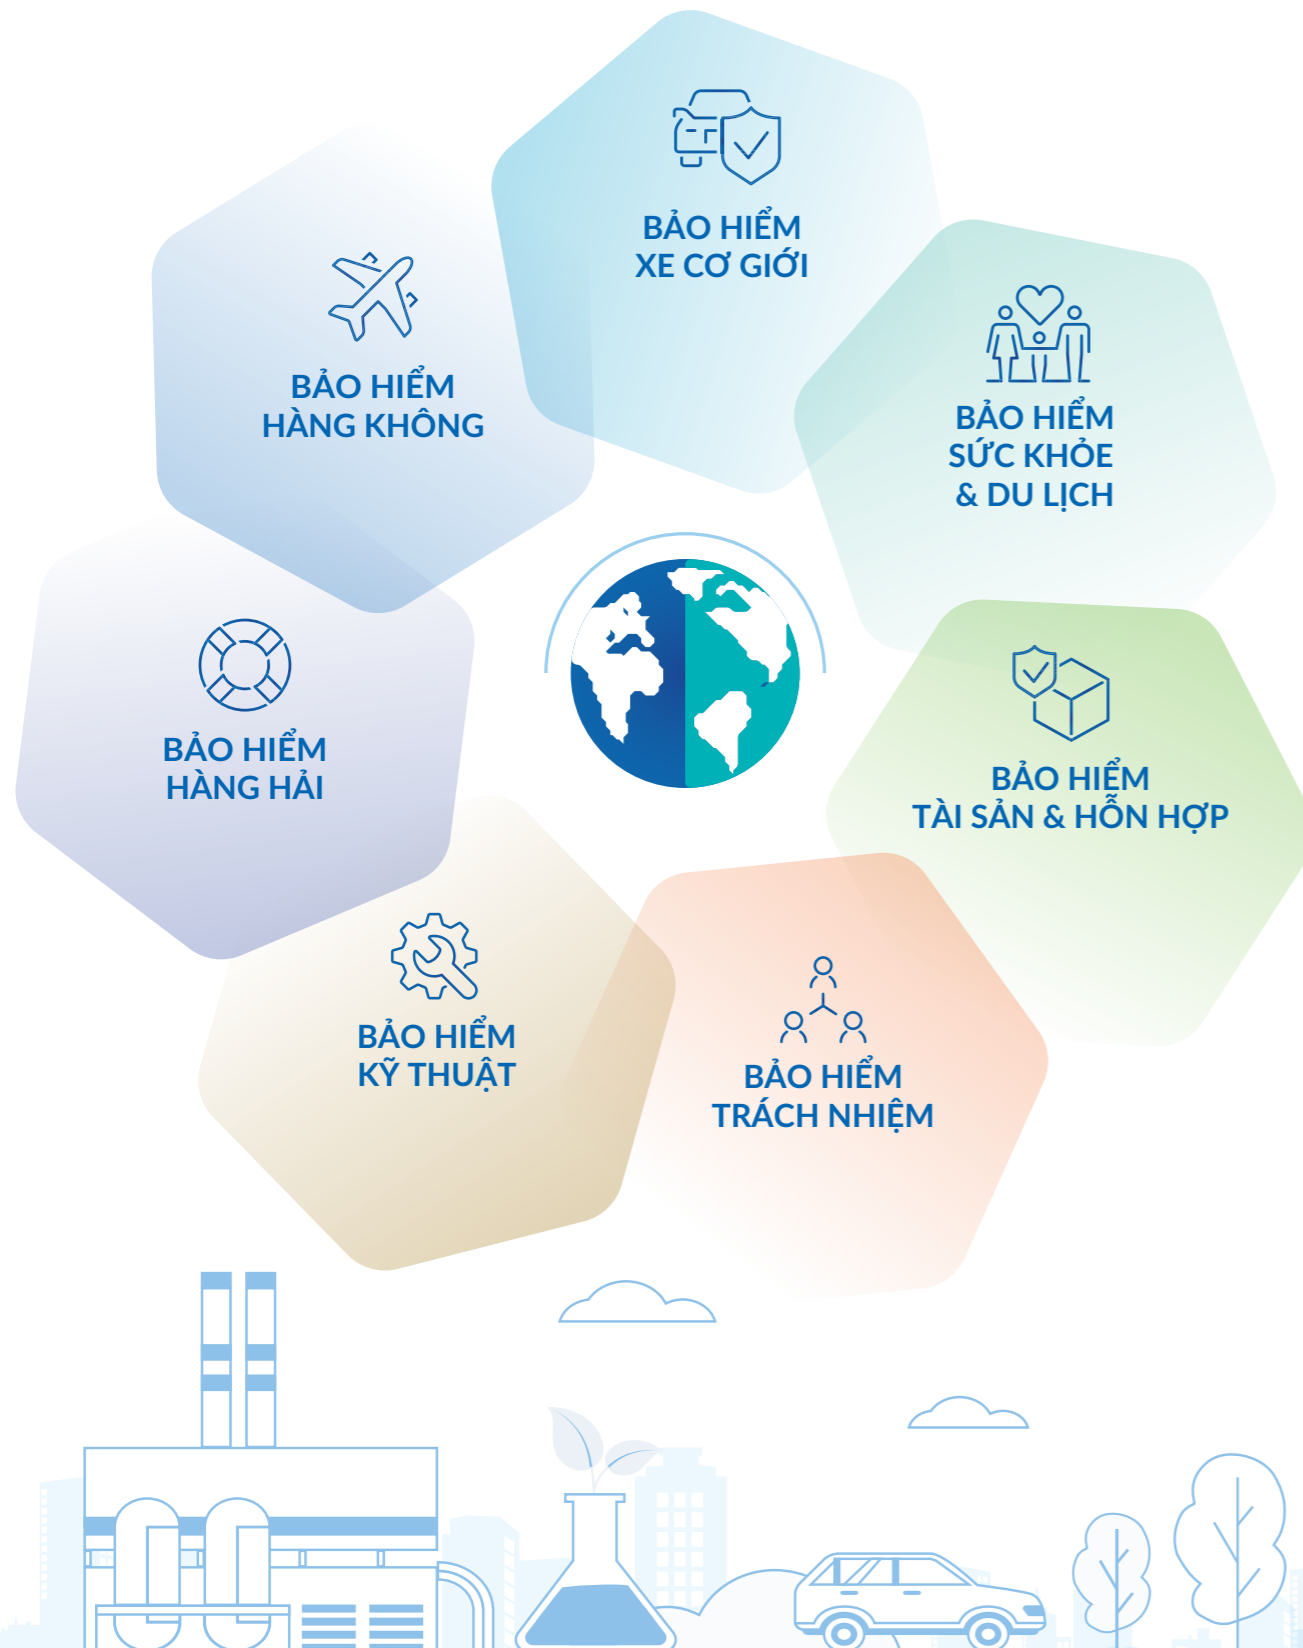 BẢO HIỂM
XE CƠ GIỚI
BẢO HIỂM
HÀNG KHÔNG
BẢO HIỂM
SỨC KHỎE
& DU LỊCH
BẢO HIỂM
HÀNG HẢI
BẢO HIỂM
TÀI SẢN & HỖN HỢP
BẢO HIỂM
KỸ THUẬT
BẢO HIỂM
TRÁCH NHIỆM